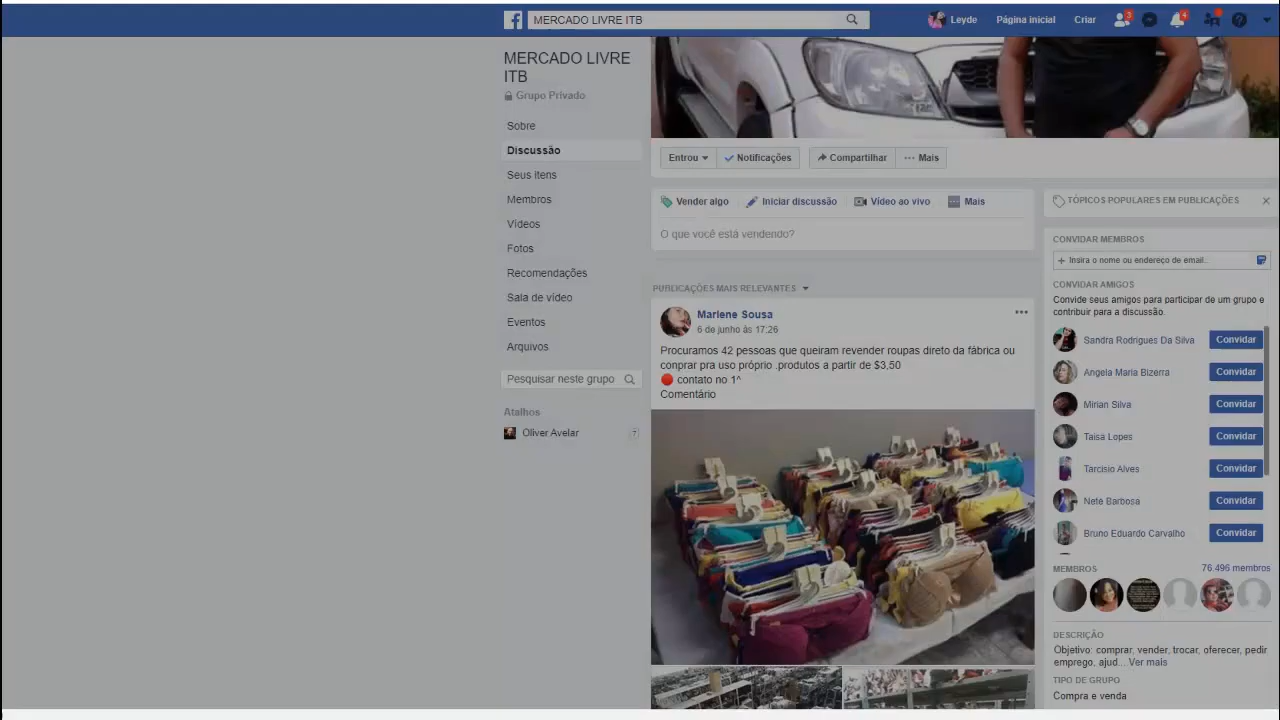 MERCADO LIVRE ITB
Leyde
Página inicial
Criar
3
4
MERCADO LIVRE
ITB
Grupo Privado
Sobre
Discussão
Seus itens
Membros
Vídeos
Fotos
Recomendações
Sala de vídeo
Eventos
Arquivos
Pesquisar neste grupo
Atalhos
Oliver Avelar
7
Entrou
Notificações
Compartilhar
Mais
Vender algo
Iniciar discussão
Vídeo ao vivo
Mais
O que você está vendendo?
PUBLICAÇÕES MAIS RELEVANTES
Marlene Sousa
6 de junho às 17:26
Procuramos 42 pessoas que queiram revender roupas direto da fábrica ou
conprar pra uso próprio .produtos a partir de $3,50
🔴 contato no 1^
Comentário
TÓPICOS POPULARES EM PUBLICAÇÕES
CONVIDAR MEMBROS
+ Insira o nome ou endereço de email..
CONVIDAR AMIGOS
Convide seus amigos para participar de um grupo e
contribuir para a discussão.
Sandra Rodrigues Da Silva Convidar
Angela Maria Bizerra Convidar
Mirian Silva Convidar
Taisa Lopes Convidar
Tarcisio Alves Convidar
Nete Barbosa Convidar
Bruno Eduardo Carvalho Convidar
MEMBROS 76.496 membros
DESCRIÇÃO
Objetivo: comprar, vender, trocar, oferecer, pedir
emprego, ajud... Ver mais
TIPO DE GRUPO
Compra e venda